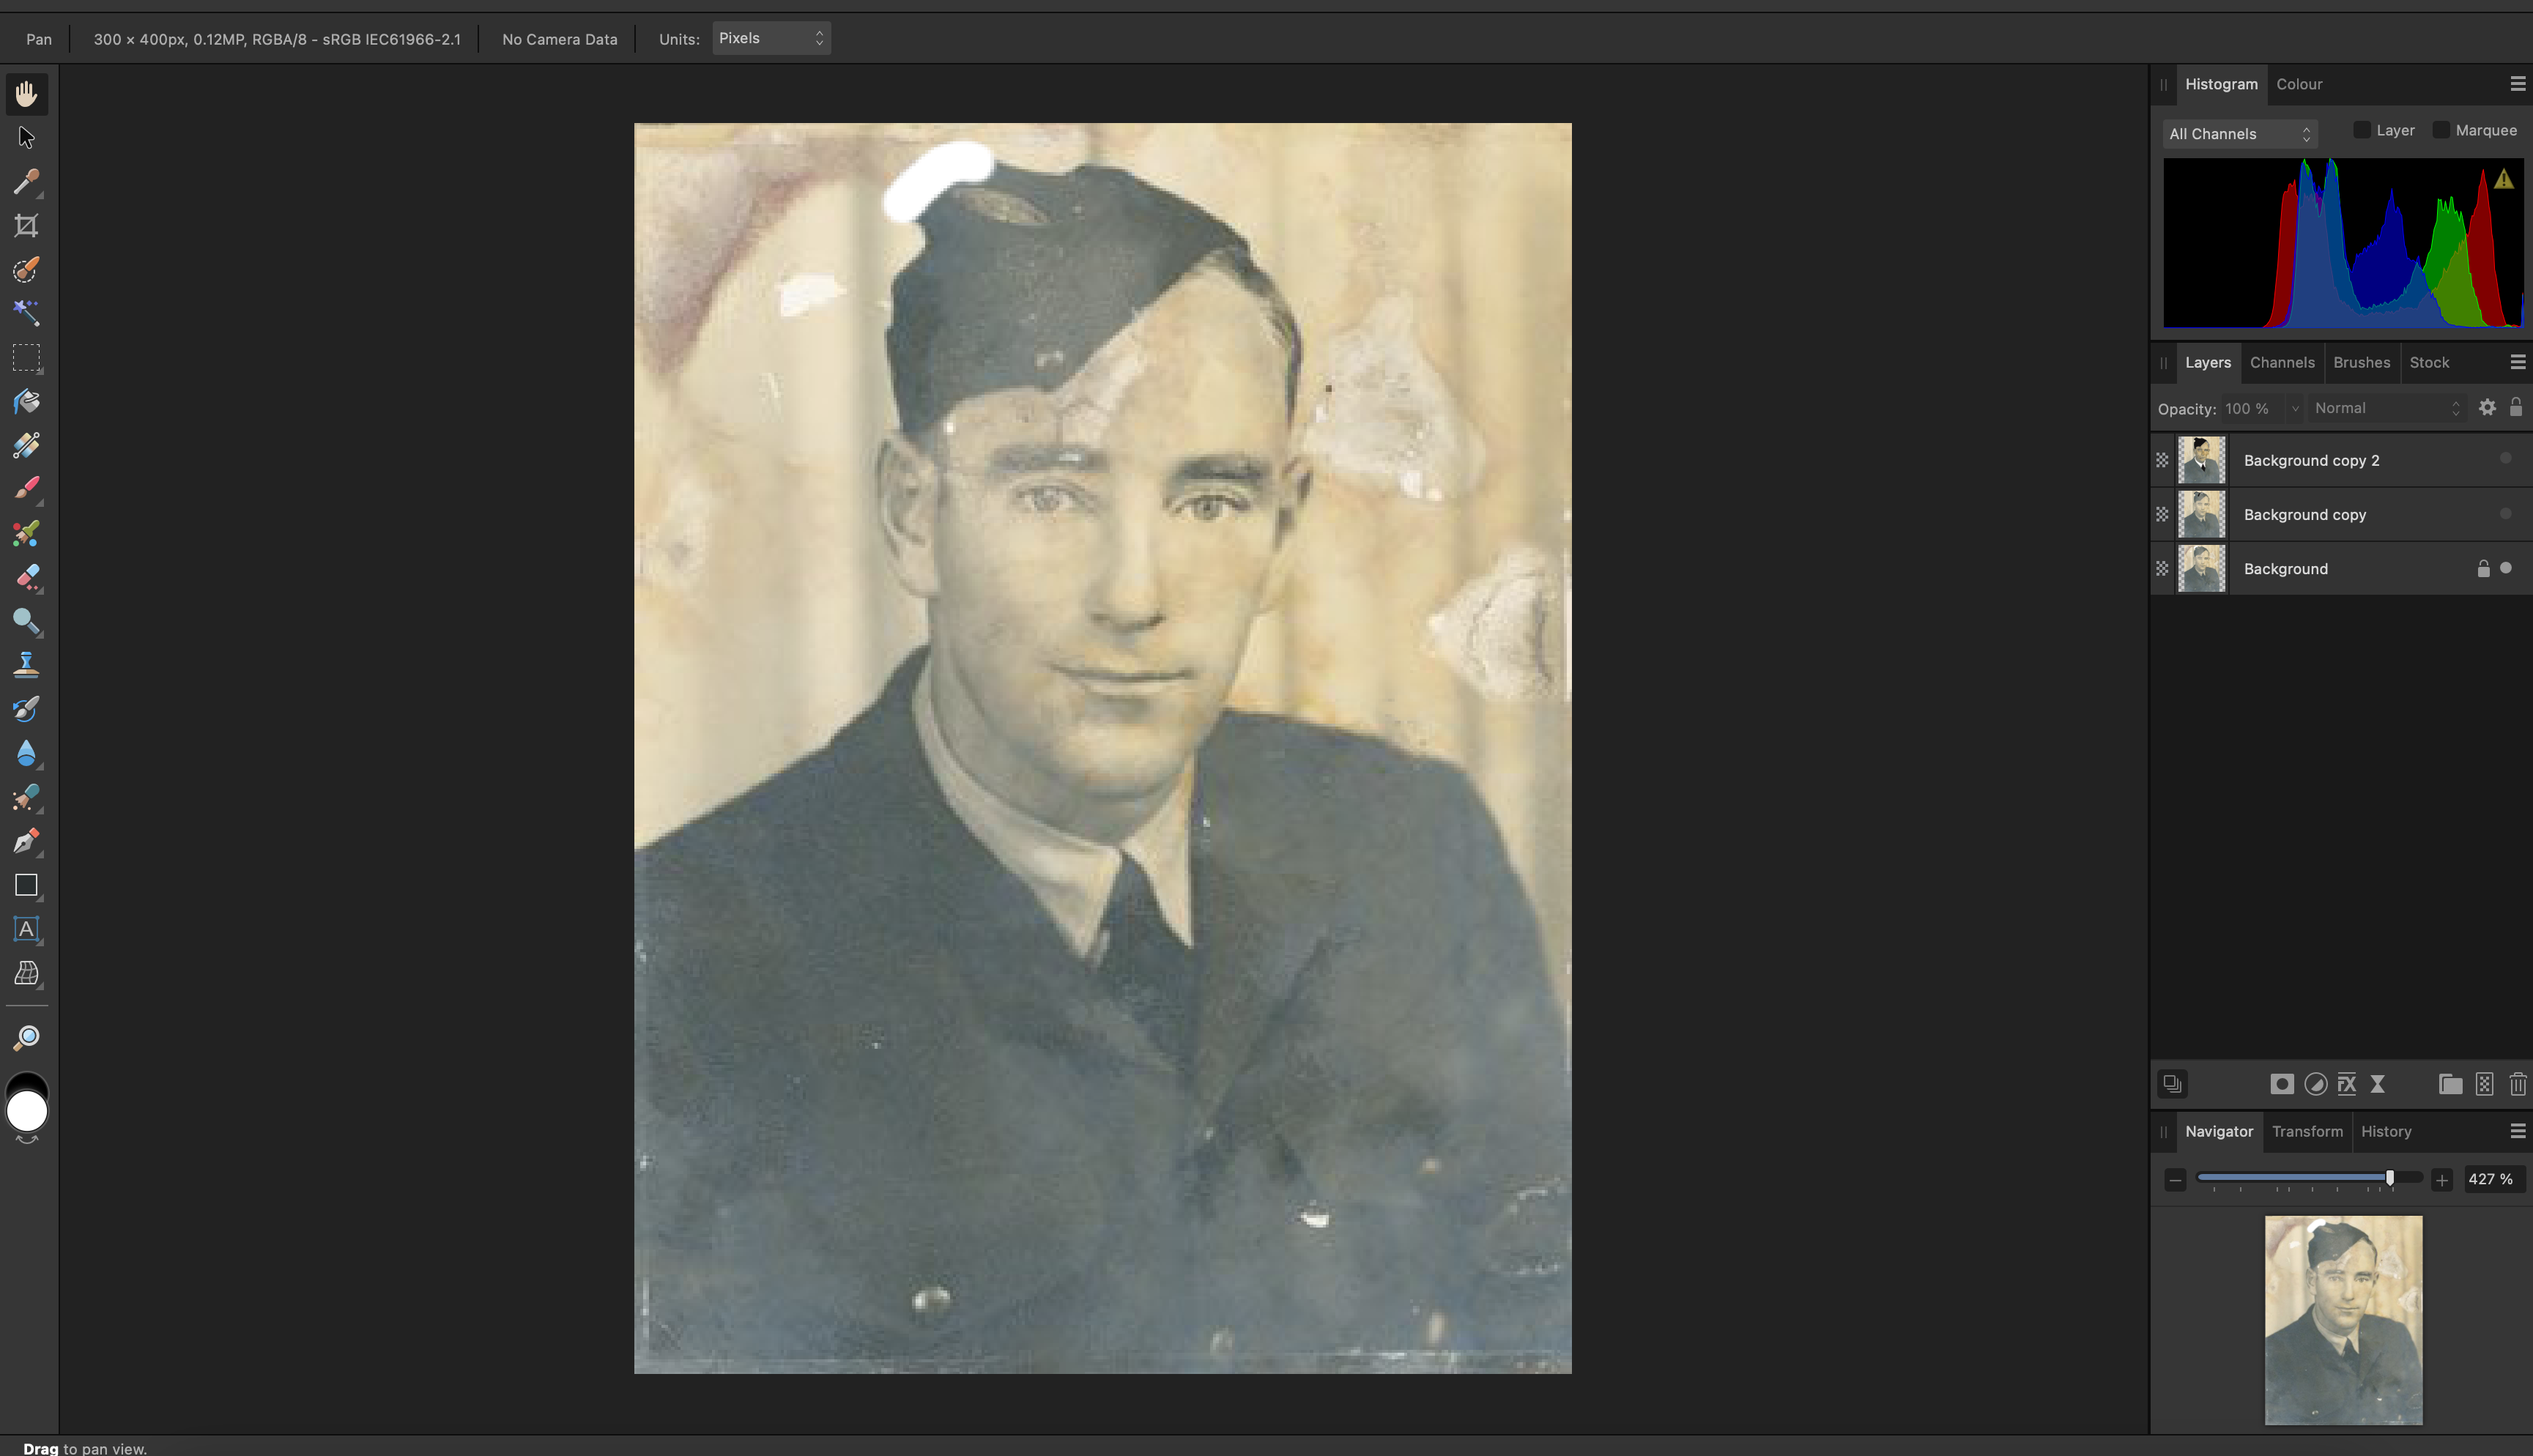 Pan 300 × 400px, 0.12MP, RGBA/8 - sRGB IEC61966-2.1 No Camera Data Units: Pixels
Histogram Colour
All Channels Layer Marquee
Layers Channels Brushes Stock
Opacity: 100 % Normal
Background copy 2
Background copy
Background
A
FX
Navigator Transform History
427 %
Drag to pan view.